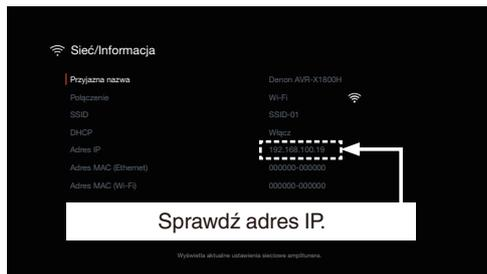 Sieć/Informacja
Przyjazna nazwa Denon AVR-X1800H
Połączenie Wi-Fi
SSID SSID-01
DHCP Włącz
Adres IP 192.168.100.19
Adres MAC (Ethernet) 000000-000000
Adres MAC (Wi-Fi) 000000-000000
Sprawdź adres IP.
Wyświetla aktualne ustawienia sieciowe amplitunera.